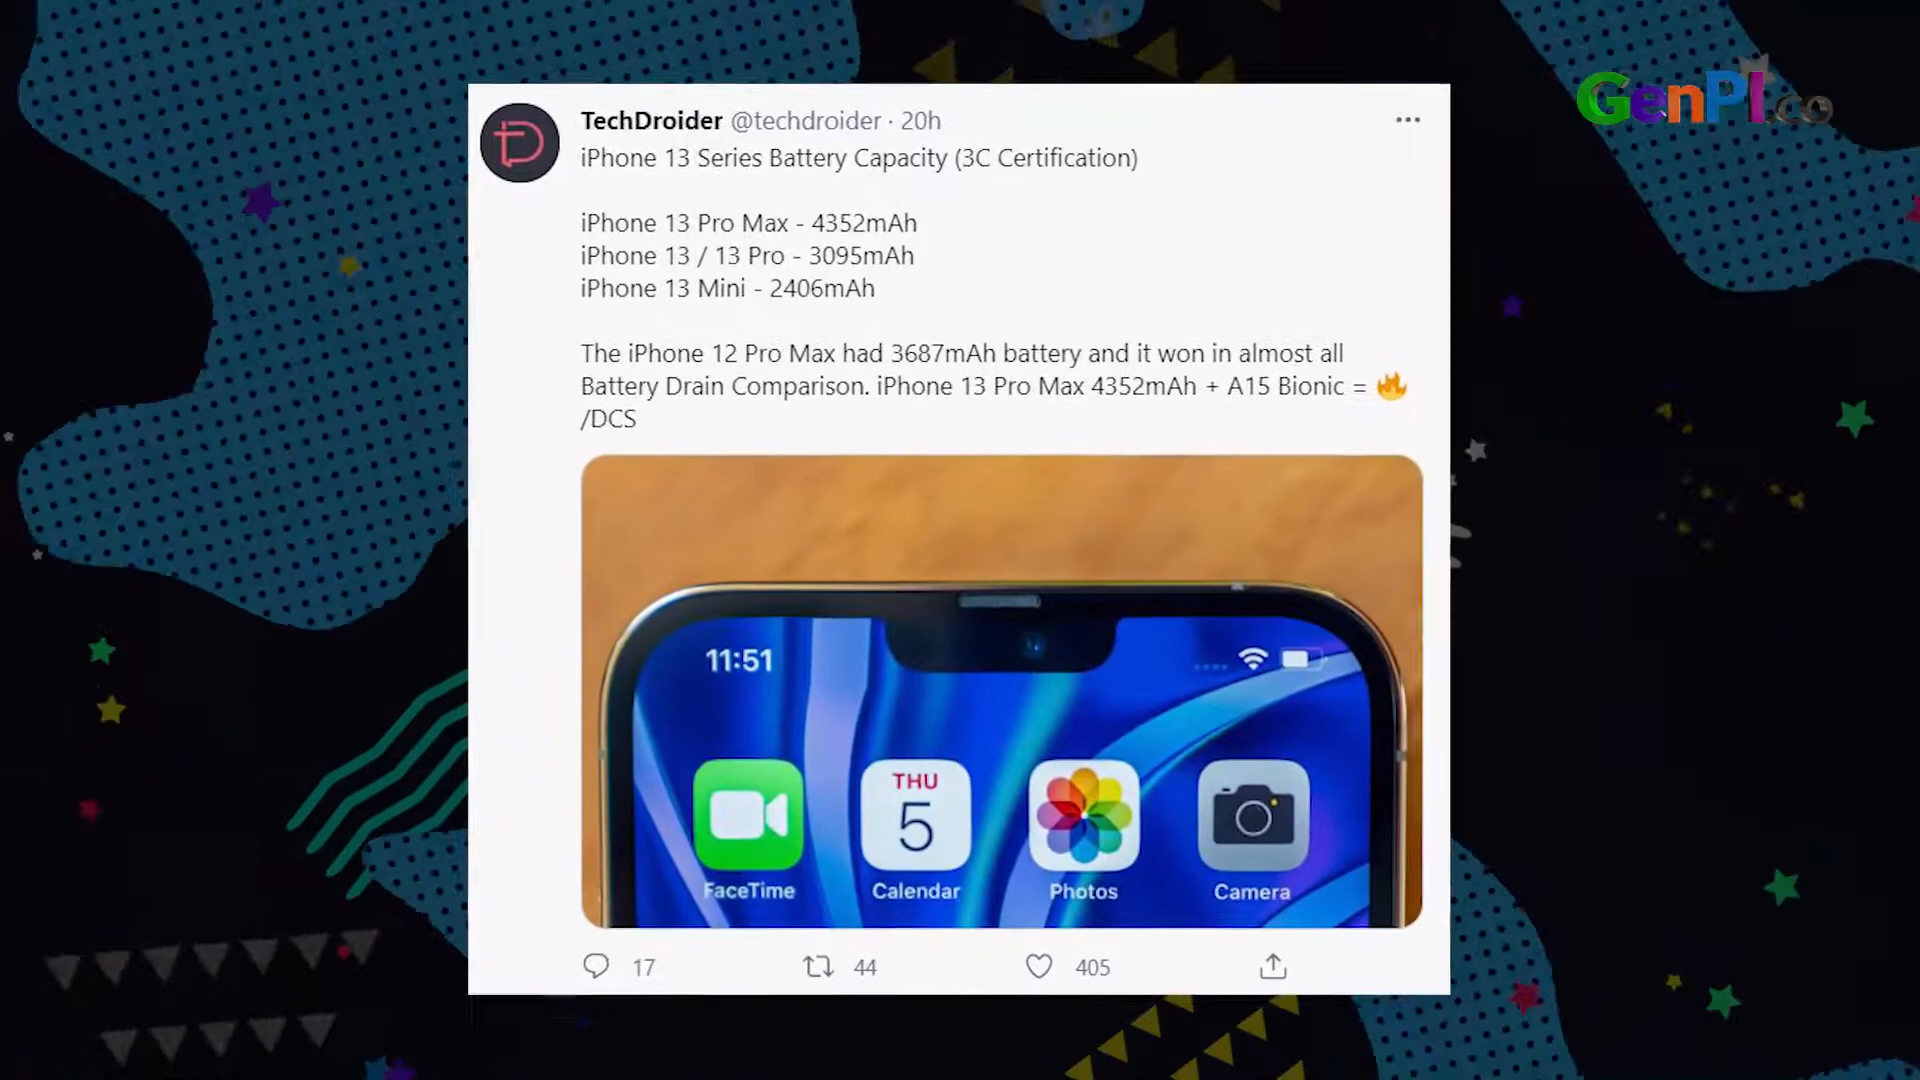 GenPI.co
TechDroider @techdroider · 20h
iPhone 13 Series Battery Capacity (3C Certification)
iPhone 13 Pro Max - 4352mAh
iPhone 13 / 13 Pro - 3095mAh
iPhone 13 Mini - 2406mAh
The iPhone 12 Pro Max had 3687mAh battery and it won in almost all
Battery Drain Comparison. iPhone 13 Pro Max 4352mAh + A15 Bionic = 🔥
/DCS
11:51
THU
5
FaceTime Calendar Photos Camera
17 44 405